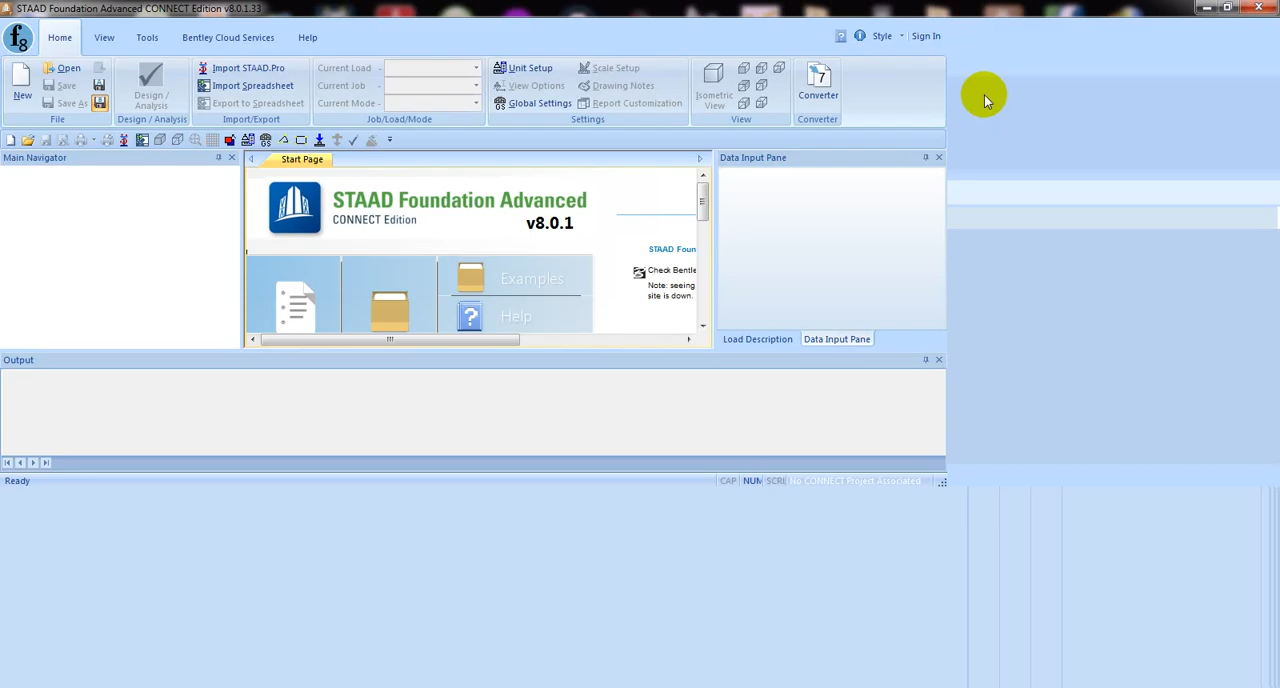 STAAD Foundation Advanced CONNECT Edition v8.0.1.33
Home View Tools Bentley Cloud Services Help Style Sign In
New Open Save Save As File
Design / Analysis Design / Analysis
Import STAAD.Pro Import Spreadsheet Export to Spreadsheet Import/Export
Current Load - Current Job - Current Mode - Job/Load/Mode
Unit Setup View Options Global Settings Scale Setup Drawing Notes Report Customization Settings
Isometric View View
Converter Converter
Main Navigator
Start Page
Data Input Pane
STAAD Foundation Advanced
CONNECT Edition
v8.0.1
STAAD Foun
Check Bentle
Note: seeing
site is down.
Examples
Help
Load Description Data Input Pane
Output
Ready CAP NUM SCRL No CONNECT Project Associated